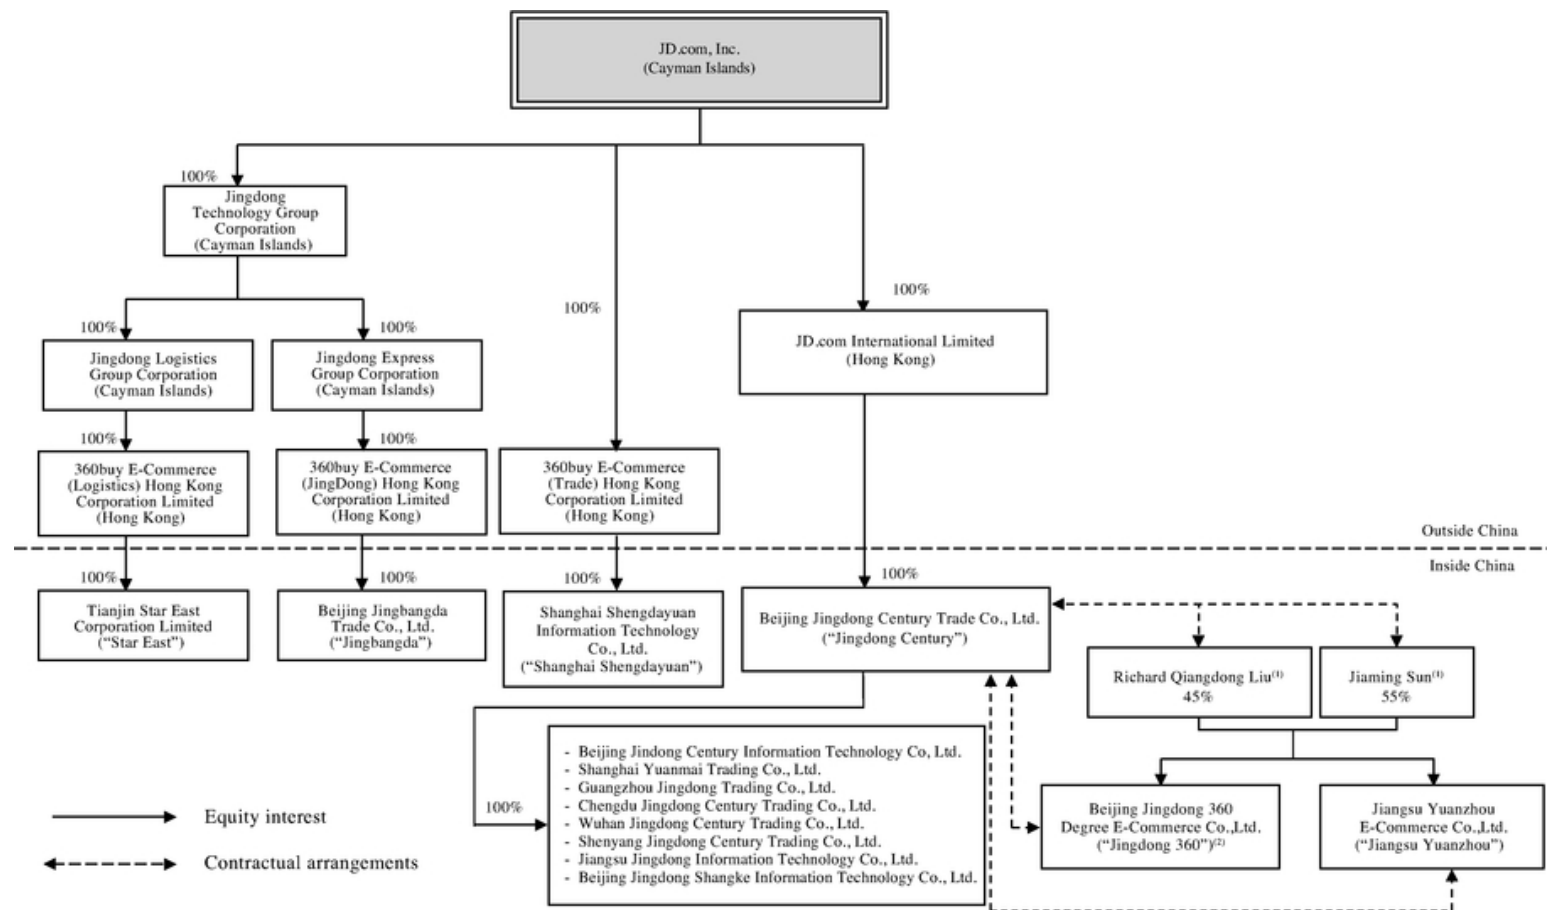 JD.com, Inc.
(Cayman Islands)
100%
Jingdong
Technology Group
Corporation
(Cayman Islands)
100%
100%
JD.com International Limited
(Hong Kong)
100%
Jingdong Logistics
Group Corporation
(Cayman Islands)
100%
Jingdong Express
Group Corporation
(Cayman Islands)
100%
360buy E-Commerce
(Logistics) Hong Kong
Corporation Limited
(Hong Kong)
100%
360buy E-Commerce
(JingDong) Hong Kong
Corporation Limited
(Hong Kong)
360buy E-Commerce
(Trade) Hong Kong
Corporation Limited
(Hong Kong)
Outside China
Inside China
100%
Tianjin Star East
Corporation Limited
(“Star East”)
100%
Beijing Jingbangda
Trade Co., Ltd.
(“Jingbangda”)
100%
Shanghai Shengdayuan
Information Technology
Co., Ltd.
(“Shanghai Shengdayuan”)
100%
Beijing Jingdong Century Trade Co., Ltd.
(“Jingdong Century”)
Richard Qiangdong Liu(1)
45%
Jiaming Sun(1)
55%
100%
- Beijing Jindong Century Information Technology Co, Ltd.
- Shanghai Yuanmai Trading Co., Ltd.
- Guangzhou Jingdong Trading Co., Ltd.
- Chengdu Jingdong Century Trading Co., Ltd.
- Wuhan Jingdong Century Trading Co., Ltd.
- Shenyang Jingdong Century Trading Co., Ltd.
- Jiangsu Jingdong Information Technology Co., Ltd.
- Beijing Jingdong Shangke Information Technology Co., Ltd.
Beijing Jingdong 360
Degree E-Commerce Co.,Ltd.
(“Jingdong 360”)(2)
Jiangsu Yuanzhou
E-Commerce Co.,Ltd.
(“Jiangsu Yuanzhou”)
Equity interest
Contractual arrangements